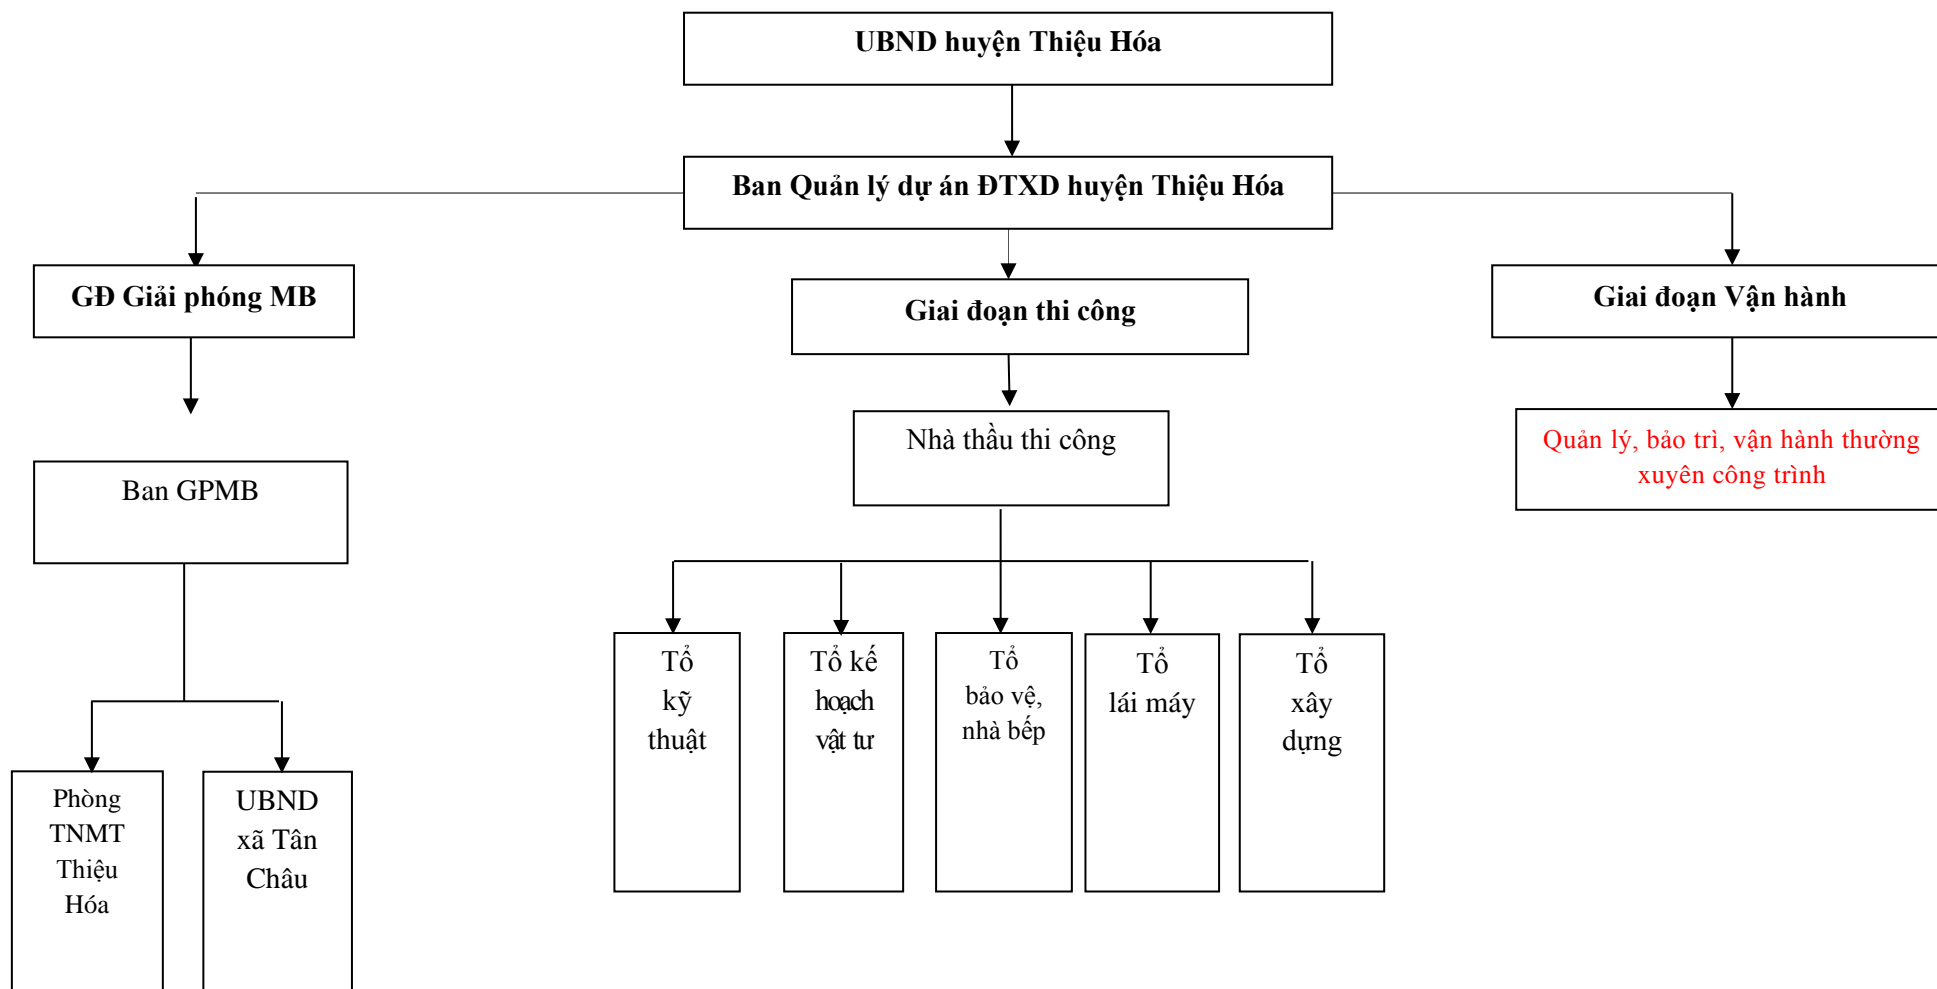 UBND huyện Thiệu Hóa
Ban Quản lý dự án ĐTXD huyện Thiệu Hóa
GĐ Giải phóng MB
Giai đoạn thi công
Giai đoạn Vận hành
Nhà thầu thi công
Quản lý, bảo trì, vận hành thường
xuyên công trình
Ban GPMB
Tổ
kỹ
thuật
Tổ kế
hoạch
vật tư
Tổ
bảo vệ,
nhà bếp
Tổ
lái máy
Tổ
xây
dựng
Phòng
TNMT
Thiệu
Hóa
UBND
xã Tân
Châu